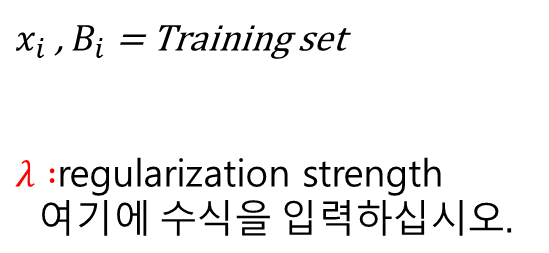 xᵢ , Bᵢ = Training set
λ :regularization strength
여기에 수식을 입력하십시오.